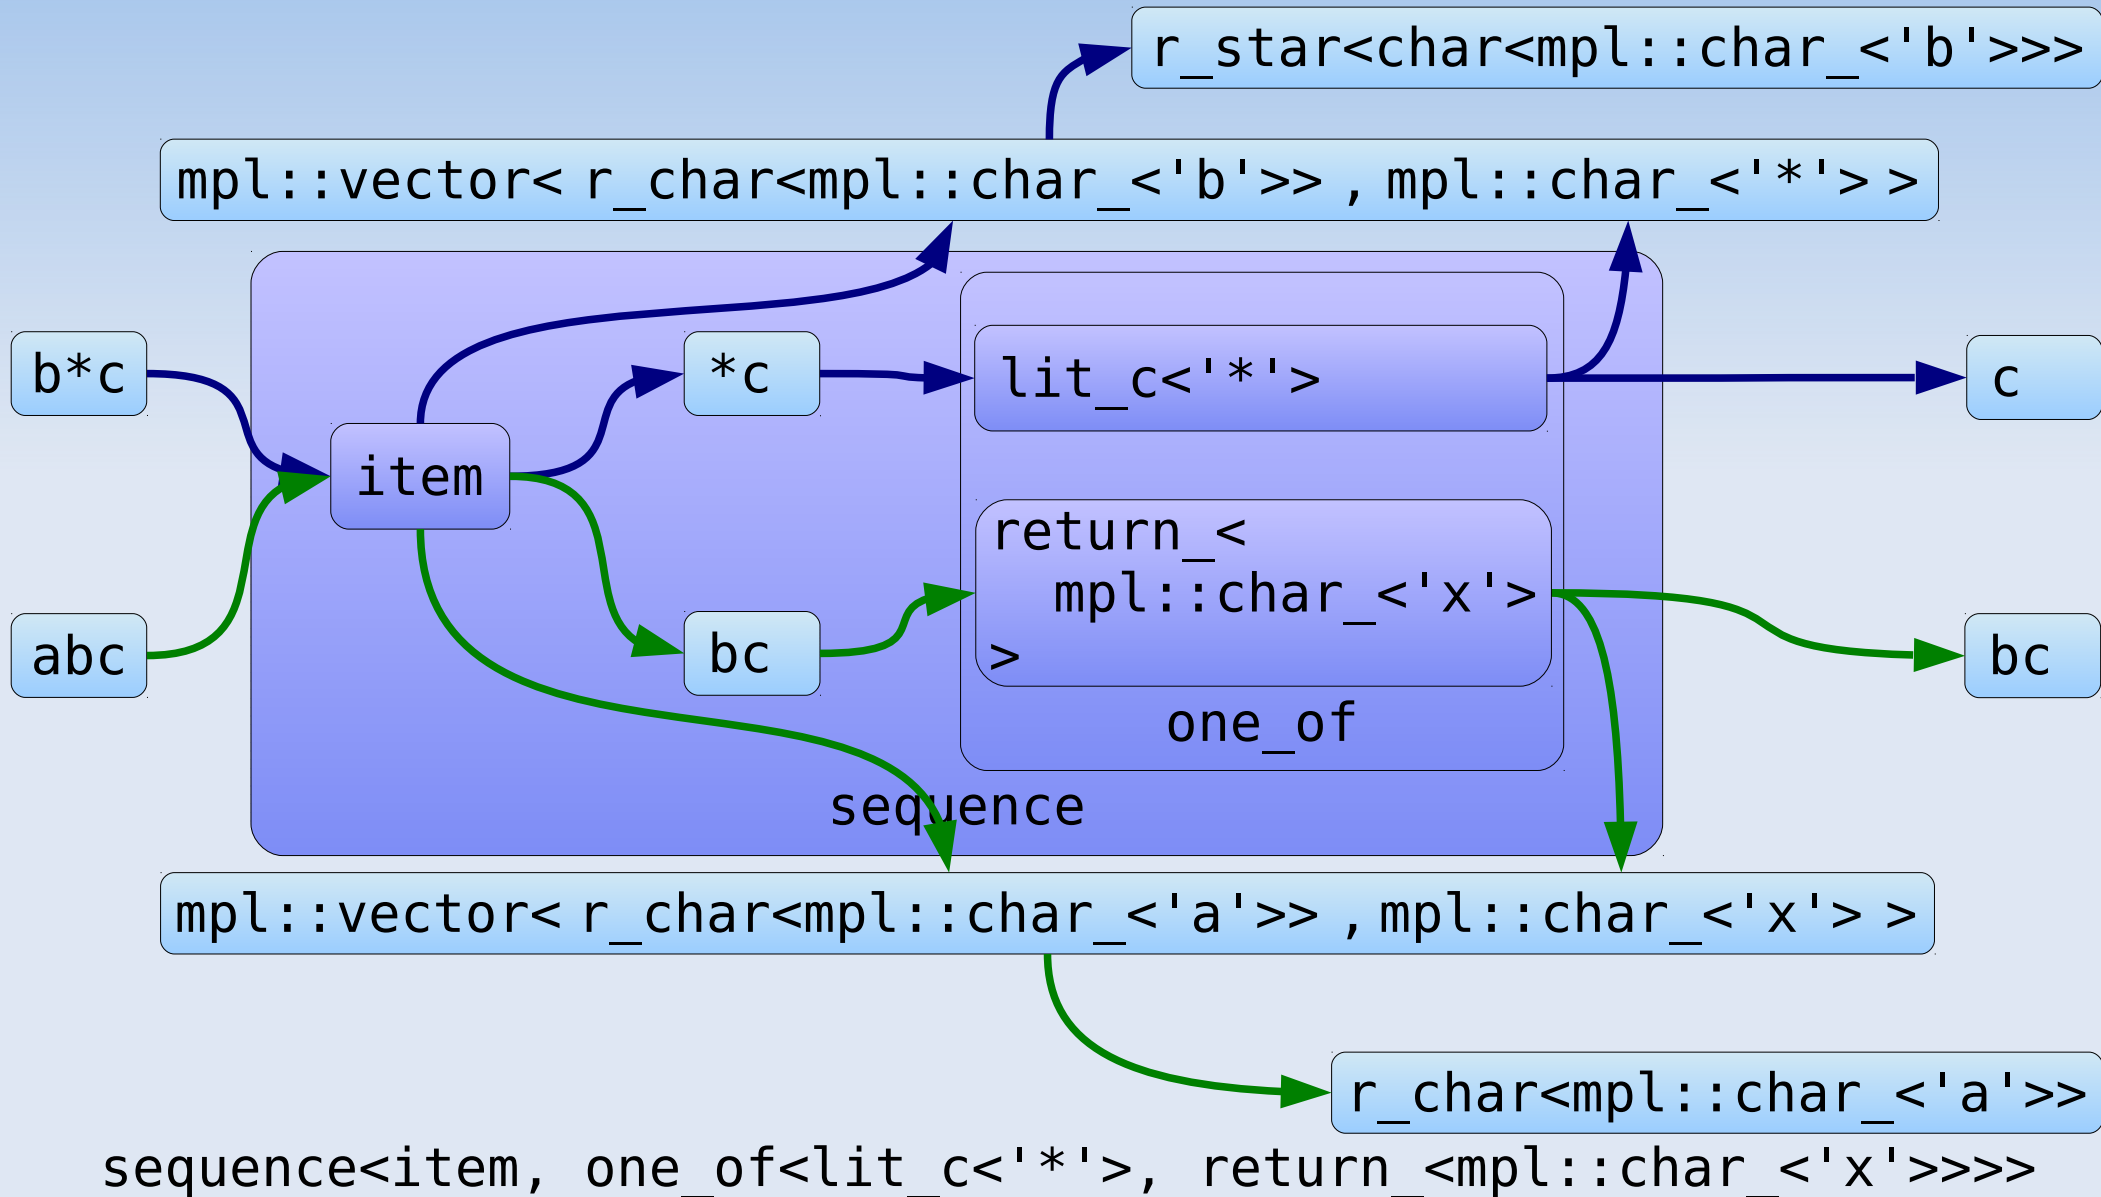 r_star<char<mpl::char_<'b'>>>
mpl::vector< r_char<mpl::char_<'b'>> , mpl::char_<'*'> >
b*c
*c
lit_c<'*'>
c
item
return_<
mpl::char_<'x'>
>
abc
bc
bc
one_of
sequence
mpl::vector< r_char<mpl::char_<'a'>> , mpl::char_<'x'> >
r_char<mpl::char_<'a'>>
sequence<item, one_of<lit_c<'*'>, return_<mpl::char_<'x'>>>>